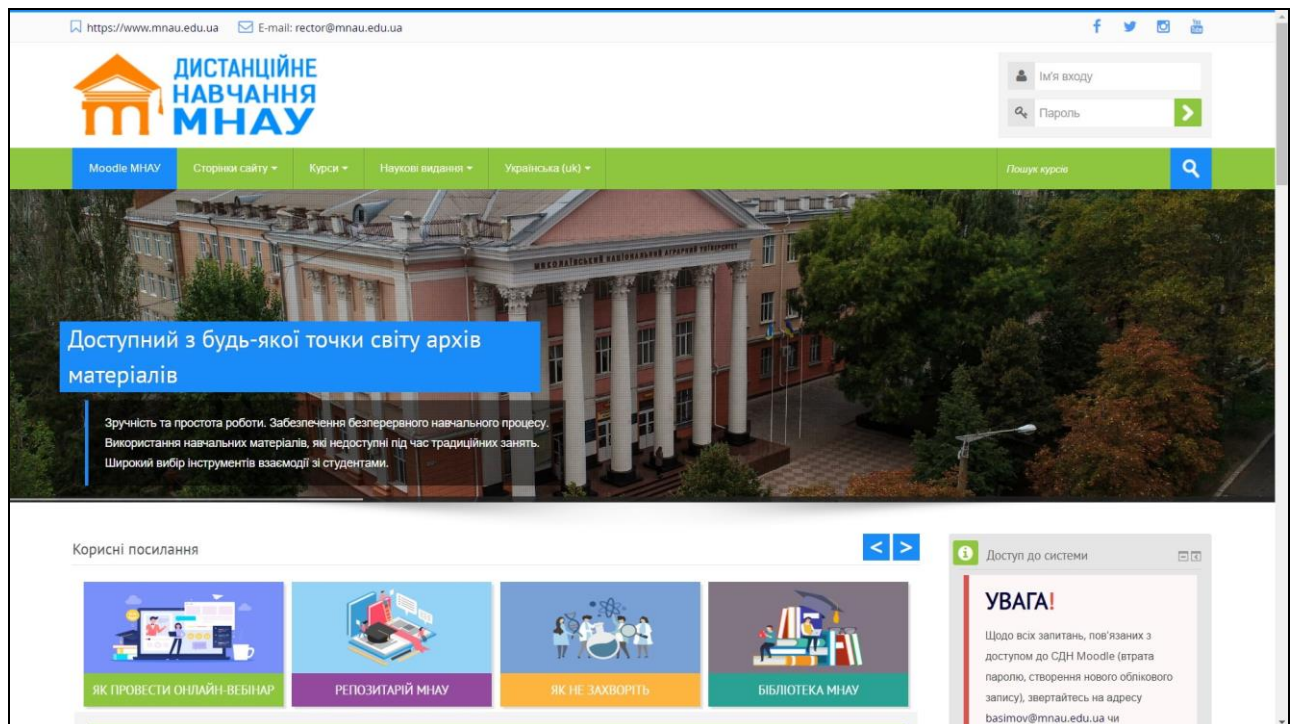 https://www.mnau.edu.ua E-mail: rector@mnau.edu.ua
ДИСТАНЦІЙНЕ
НАВЧАННЯ
МНАУ
Ім'я входу
Пароль
Moodle МНАУ Сторінки сайту Курси Наукові видання Українська (uk) Пошук курсів
МИКОЛАЇВСЬКИЙ НАЦІОНАЛЬНИЙ АГРАРНИЙ УНІВЕРСИТЕТ
Доступний з будь-якої точки світу архів
матеріалів
Зручність та простота роботи. Забезпечення безперервного навчального процесу.
Використання навчальних матеріалів, які недоступні під час традиційних занять.
Широкий вибір інструментів взаємодії зі студентами.
Корисні посилання
ЯК ПРОВЕСТИ ОНЛАЙН-ВЕБІНАР
РЕПОЗИТАРІЙ МНАУ
ЯК НЕ ЗАХВОРІТЬ
БІБЛІОТЕКА МНАУ
Доступ до системи
УВАГА!
Щодо всіх запитань, пов'язаних з
доступом до СДН Moodle (втрата
паролю, створення нового облікового
запису), звертайтесь на адресу
basimov@mnau.edu.ua чи